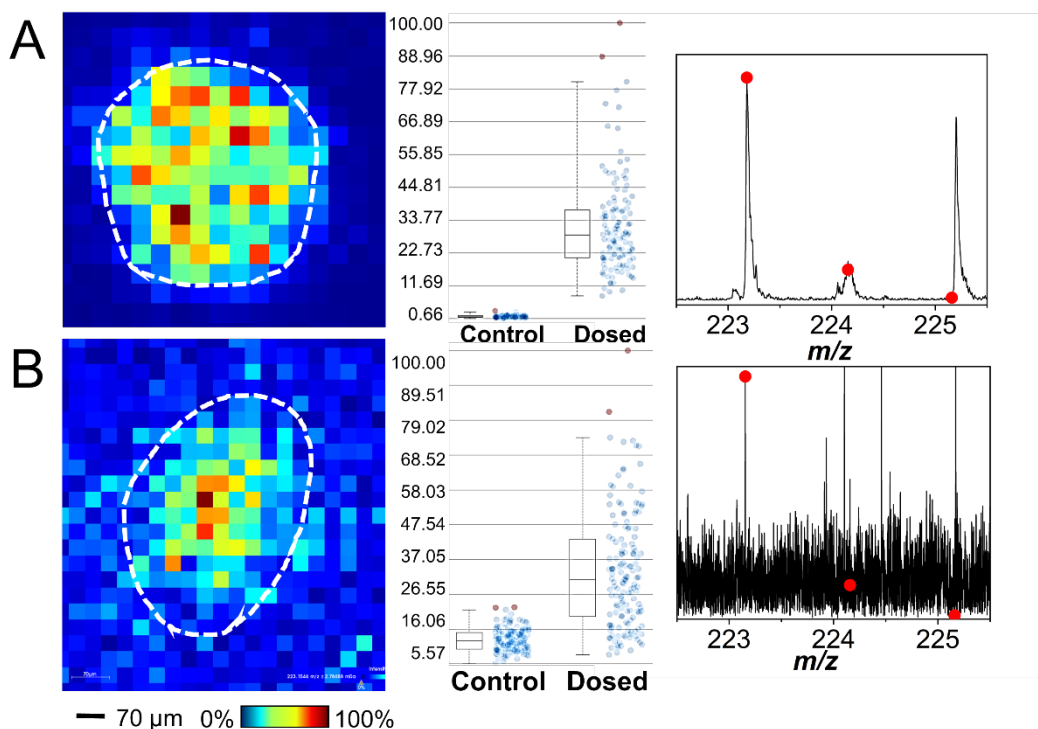 A
100.00
88.96
77.92
66.89
55.85
44.81
33.77
22.73
11.69
0.66
Control Dosed
223 224 225
m/z
B
100.00
89.51
79.02
68.52
58.03
47.54
37.05
26.55
16.06
5.57
Control Dosed
223 224 225
m/z
70μm
70 μm 0% 100%